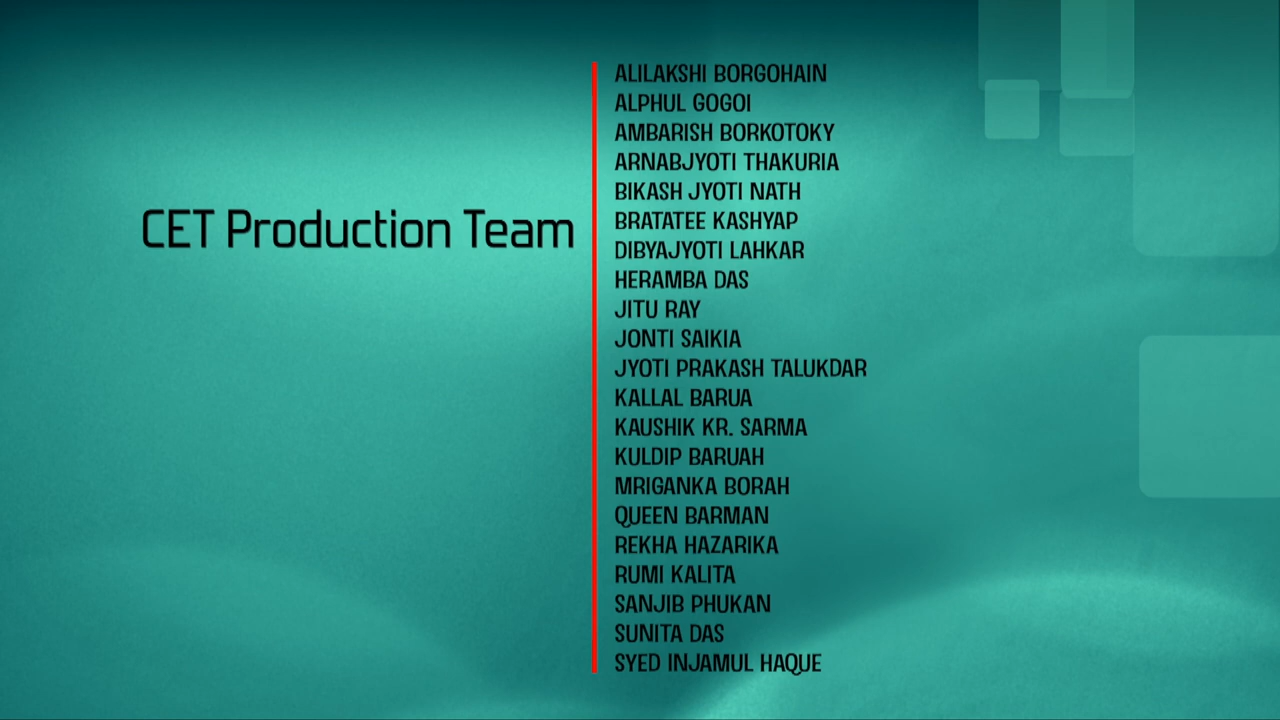 CET Production Team
ALILAKSHI BORGOHAIN
ALPHUL GOGOI
AMBARISH BORKOTOKY
ARNABJYOTI THAKURIA
BIKASH JYOTI NATH
BRATATEE KASHYAP
DIBYAJYOTI LAHKAR
HERAMBA DAS
JITU RAY
JONTI SAIKIA
JYOTI PRAKASH TALUKDAR
KALLAL BARUA
KAUSHIK KR. SARMA
KULDIP BARUAH
MRIGANKA BORAH
QUEEN BARMAN
REKHA HAZARIKA
RUMI KALITA
SANJIB PHUKAN
SUNITA DAS
SYED INJAMUL HAQUE